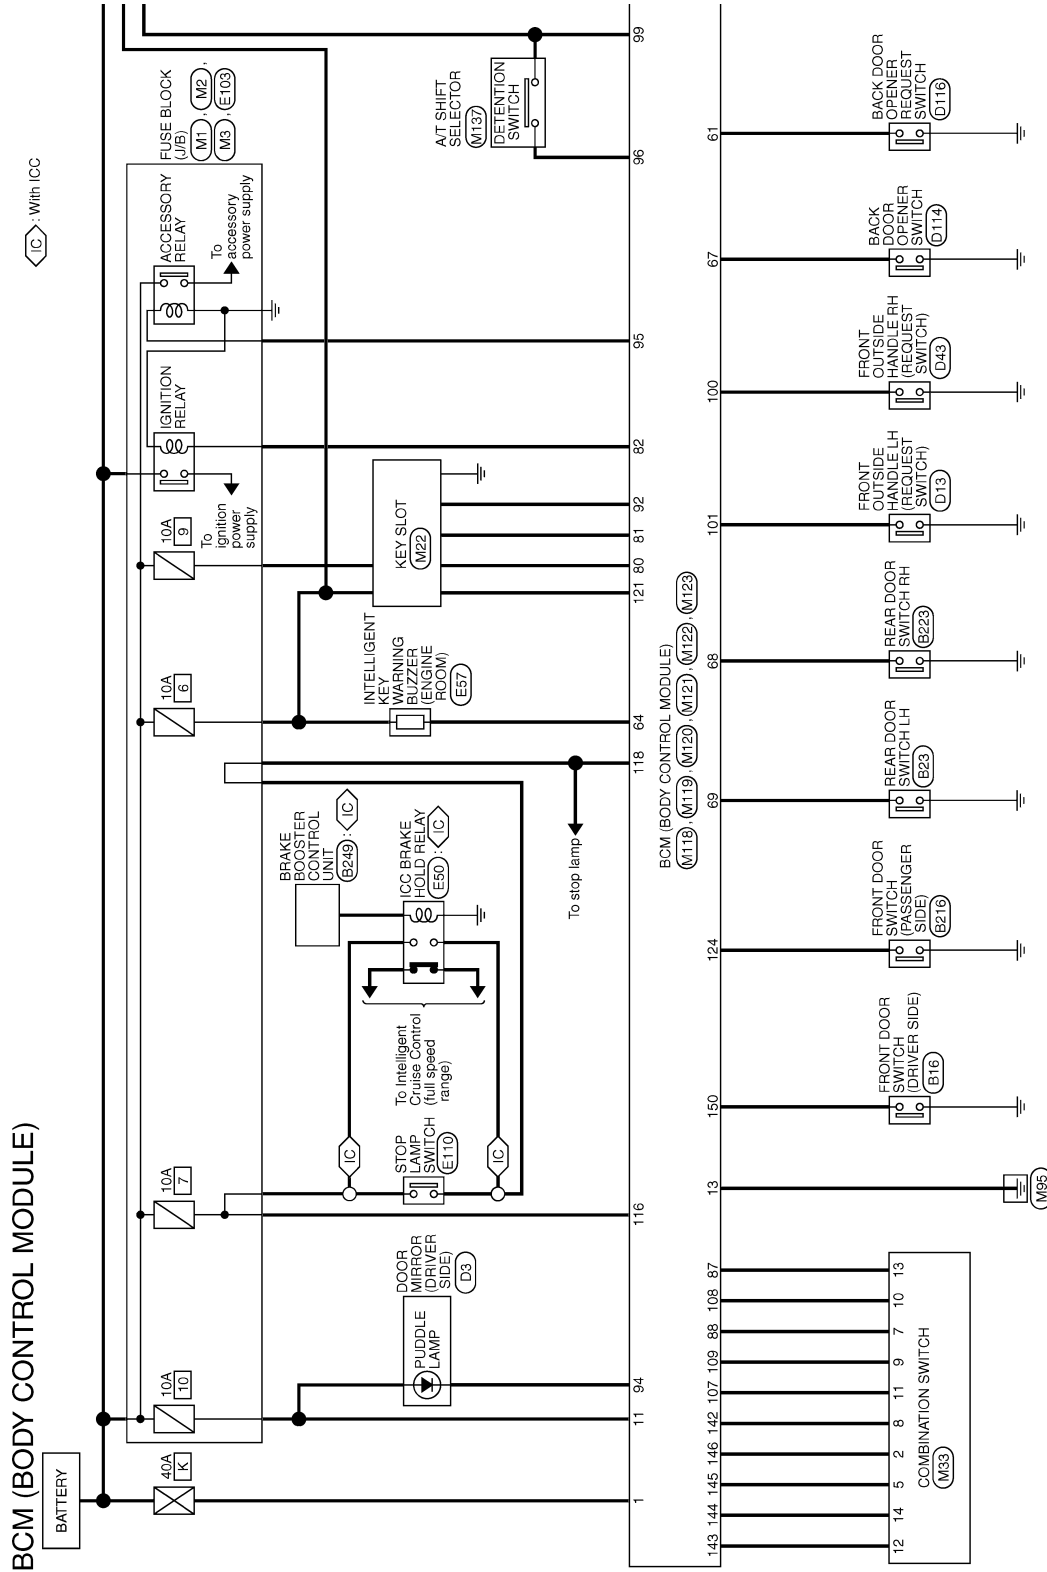 BCM (BODY CONTROL MODULE)
IC : With ICC
BATTERY
40A
K
10A
10
10A
7
10A
6
10A
9
IGNITION
RELAY
To
ignition
power
supply
ACCESSORY
RELAY
To
accessory
power supply
FUSE BLOCK
(J/B)
M1 , M2 ,
M3 , E103
DOOR
MIRROR
(DRIVER
SIDE)
D3
PUDDLE
LAMP
STOP
LAMP
SWITCH
E110
IC
IC
To Intelligent
Cruise Control
(full speed
range)
BRAKE
BOOSTER
CONTROL
UNIT
B249 : IC
ICC BRAKE
HOLD RELAY
E50 : IC
To stop lamp
INTELLIGENT
KEY
WARNING
BUZZER
(ENGINE
ROOM)
E57
KEY SLOT
M22
A/T SHIFT
SELECTOR
M137
DETENTION
SWITCH
1
11
94
116
118
64
121
80
81
92
82
95
96
99
BCM (BODY CONTROL MODULE)
M118 , M119 , M120 , M121 , M122 , M123
143
144
145
146
142
107
109
88
108
87
13
150
124
69
68
101
100
67
61
12
14
5
2
8
11
9
7
10
13
COMBINATION SWITCH
M33
M95
FRONT DOOR
SWITCH
(DRIVER SIDE)
B16
FRONT DOOR
SWITCH
(PASSENGER
SIDE)
B216
REAR DOOR
SWITCH LH
B23
REAR DOOR
SWITCH RH
B223
FRONT
OUTSIDE
HANDLE LH
(REQUEST
SWITCH)
D13
FRONT
OUTSIDE
HANDLE RH
(REQUEST
SWITCH)
D43
BACK
DOOR
OPENER
SWITCH
D114
BACK DOOR
OPENER
REQUEST
SWITCH
D116